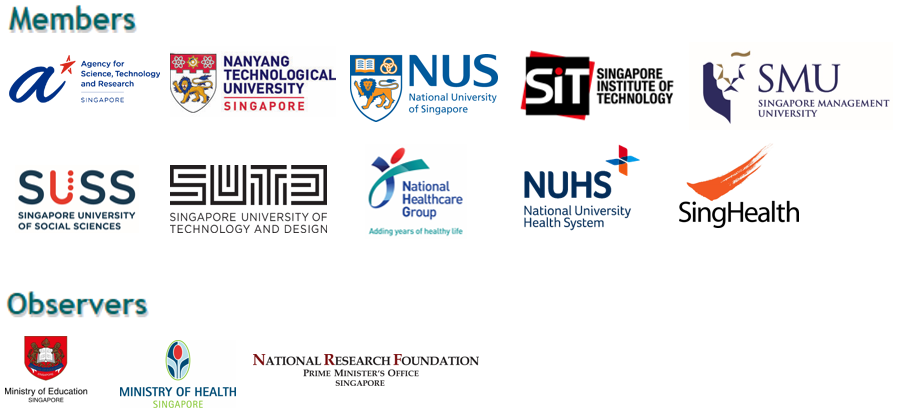 Members
a
Agency for
Science, Technology
and Research
SINGAPORE
NANYANG
TECHNOLOGICAL
UNIVERSITY
SINGAPORE
NUS
National University
of Singapore
SiT
SINGAPORE
INSTITUTE OF
TECHNOLOGY
SMU
SINGAPORE MANAGEMENT
UNIVERSITY
SUSS
SINGAPORE UNIVERSITY
OF SOCIAL SCIENCES
SUTD
SINGAPORE UNIVERSITY OF
TECHNOLOGY AND DESIGN
National
Healthcare
Group
Adding years of healthy life
NUHS
National University
Health System
SingHealth
Observers
Ministry of Education
SINGAPORE
MINISTRY OF HEALTH
SINGAPORE
NATIONAL RESEARCH FOUNDATION
PRIME MINISTER'S OFFICE
SINGAPORE